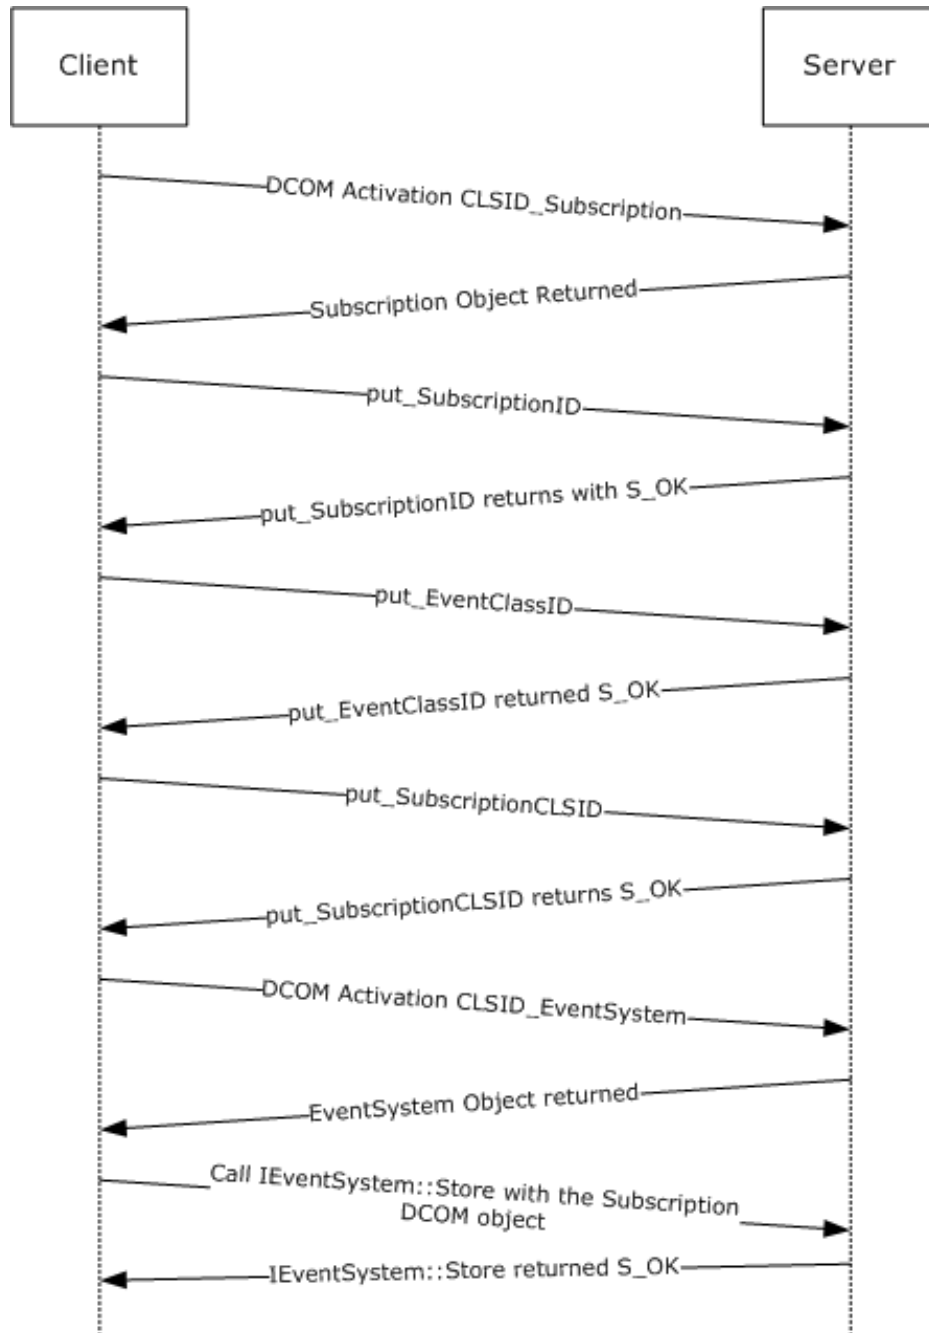 Client
Server
DCOM Activation CLSID_Subscription
Subscription Object Returned
put_SubscriptionID
put_SubscriptionID returns with S_OK
put_EventClassID
put_EventClassID returned S_OK
put_SubscriptionCLSID
put_SubscriptionCLSID returns S_OK
DCOM Activation CLSID_EventSystem
EventSystem Object returned
Call IEventSystem::Store with the Subscription
DCOM object
IEventSystem::Store returned S_OK